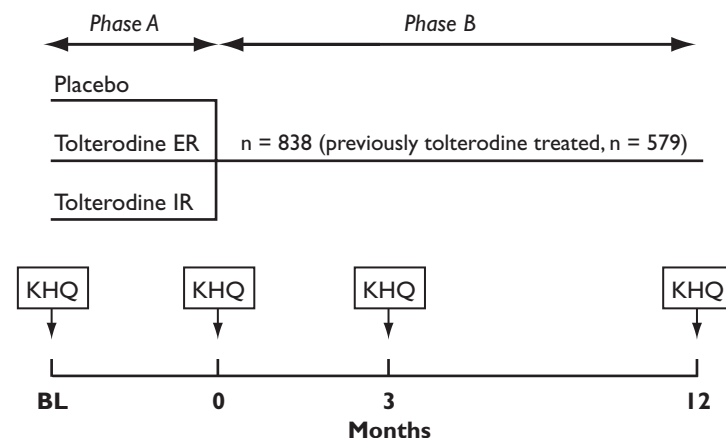 Phase A Phase B
Placebo
Tolterodine ER n = 838 (previously tolterodine treated, n = 579)
Tolterodine IR
KHQ KHQ KHQ KHQ
BL 0 3 12
Months